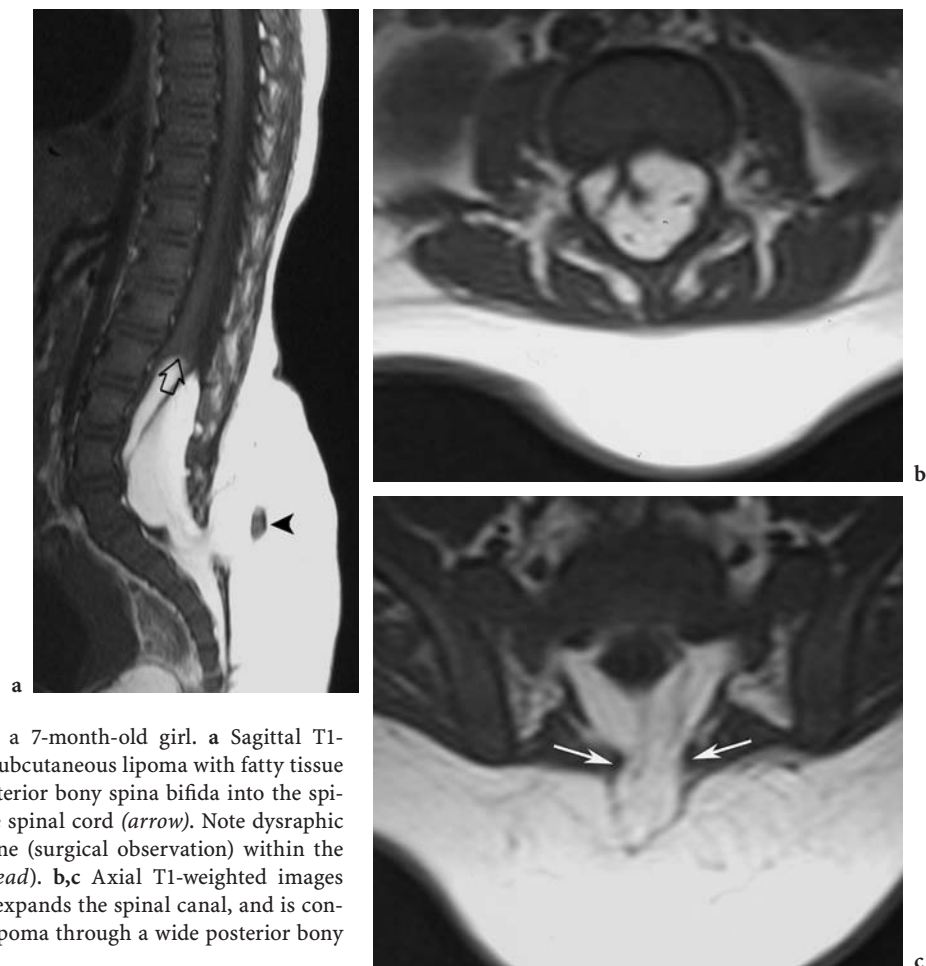 a
b
c
a 7-month-old girl. a Sagittal T1-
ubcutaneous lipoma with fatty tissue
terior bony spina bifida into the spi-
e spinal cord (arrow). Note dysraphic
ne (surgical observation) within the
ead). b,c Axial T1-weighted images
expands the spinal canal, and is con-
ipoma through a wide posterior bony